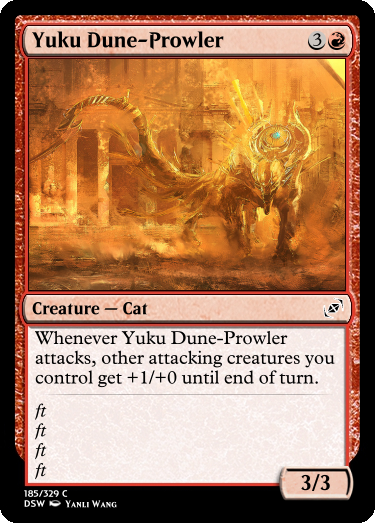 Yuku Dune-Prowler 3
Creature — Cat
Whenever Yuku Dune-Prowler
attacks, other attacking creatures you
control get +1/+0 until end of turn.
ft
ft
ft
ft
3/3
185/329 C
DSW Yanli Wang